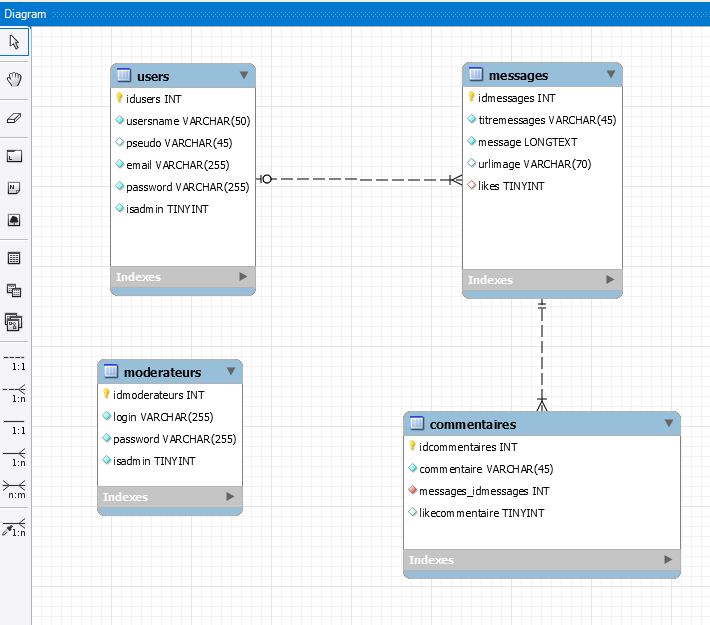 Diagram
users
idusers INT
usersname VARCHAR(50)
pseudo VARCHAR(45)
email VARCHAR(255)
password VARCHAR(255)
isadmin TINYINT
Indexes
messages
idmessages INT
titremessages VARCHAR(45)
message LONGTEXT
urlimage VARCHAR(70)
likes TINYINT
Indexes
moderateurs
idmoderateurs INT
login VARCHAR(255)
password VARCHAR(255)
isadmin TINYINT
Indexes
commentaires
idcommentaires INT
commentaire VARCHAR(45)
messages_idmessages INT
likecommentaire TINYINT
Indexes
1:1
1:n
1:1
1:n
n:m
1:n